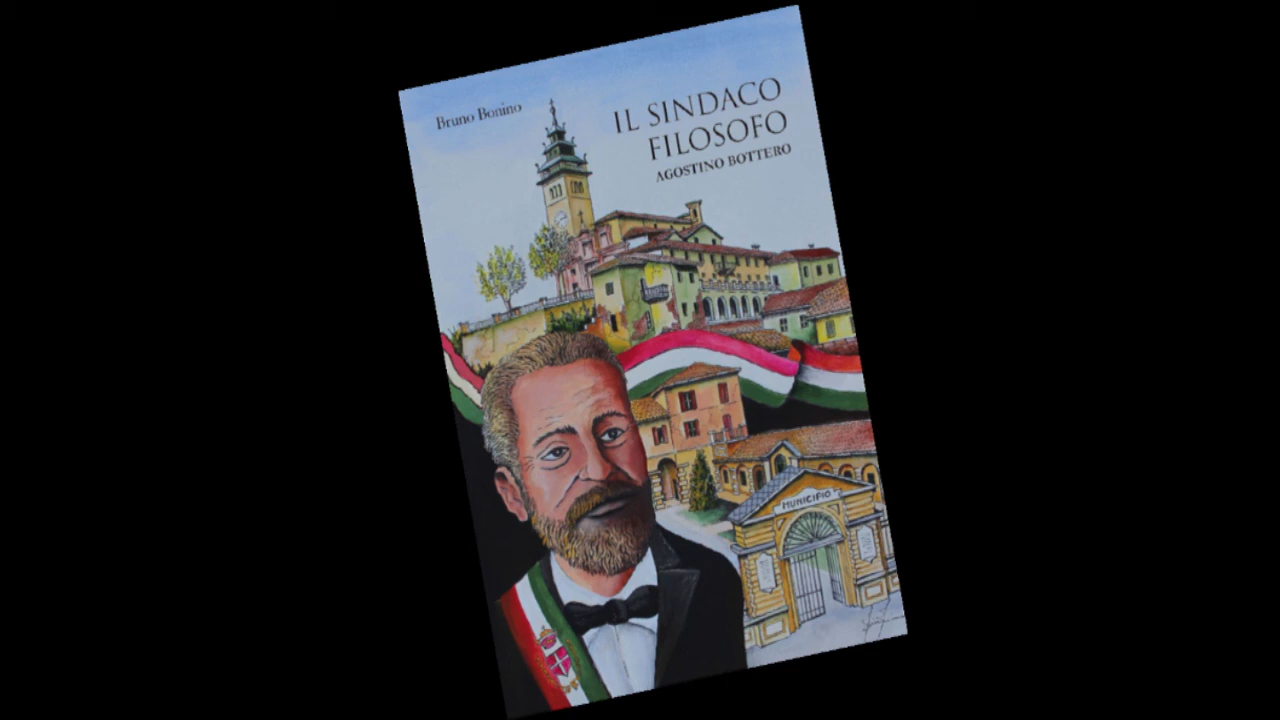 Bruno Bonino
IL SINDACO
FILOSOFO
AGOSTINO BOTTERO
MUNICIPIO